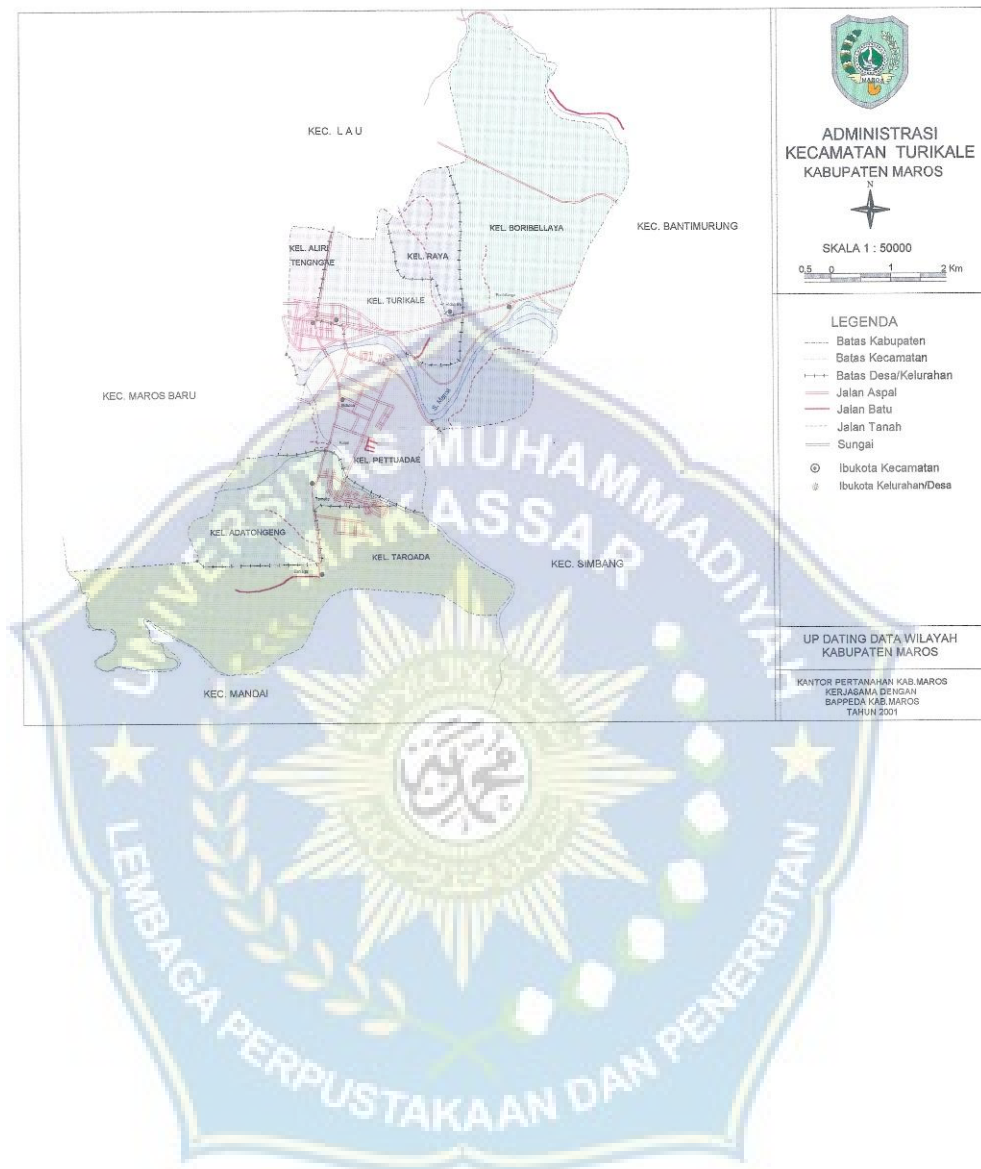 KEC. L A U
KEC. BANTIMURUNG
KEL. BORIBELLAYA
KEL. ALIRI
TENGNGAE
KEL. RAYA
KEL. TURIKALE
KEC. MAROS BARU
S. Maros
KEL. PETTUADAE
KEL. ADATONGENG
KEL. TAROADA
KEC. SIMBANG
KEC. MANDAI
MAROS
ADMINISTRASI
KECAMATAN TURIKALE
KABUPATEN MAROS
N
SKALA 1 : 50000
0.5 0 1 2 Km
LEGENDA
Batas Kabupaten
Batas Kecamatan
Batas Desa/Kelurahan
Jalan Aspal
Jalan Batu
Jalan Tanah
Sungai
Ibukota Kecamatan
Ibukota Kelurahan/Desa
UP DATING DATA WILAYAH
KABUPATEN MAROS
KANTOR PERTANAHAN KAB.MAROS
KERJASAMA DENGAN
BAPPEDA KAB.MAROS
TAHUN 2001
UNIVERSITAS MUHAMMADIYAH
MAKASSAR
LEMBAGA PERPUSTAKAAN DAN PENERBITAN